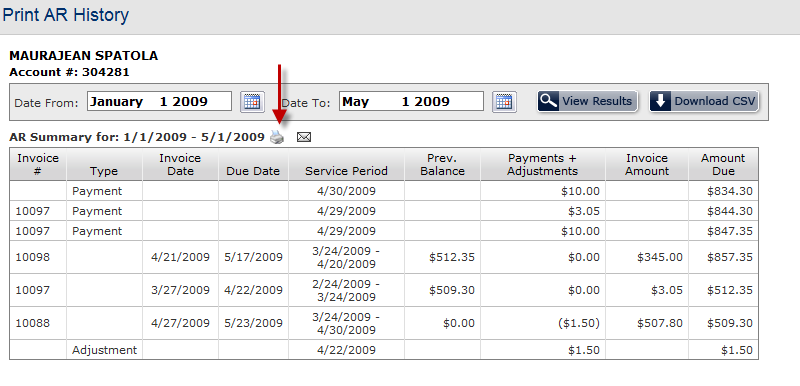 Print AR History
MAURAJEAN SPATOLA
Account #: 304281
Date From: January 1 2009 Date To: May 1 2009 View Results Download CSV
AR Summary for: 1/1/2009 - 5/1/2009
Invoice # Type Invoice Date Due Date Service Period Prev. Balance Payments + Adjustments Invoice Amount Amount Due
Payment 4/30/2009 $10.00 $834.30
10097 Payment 4/29/2009 $3.05 $844.30
10097 Payment 4/29/2009 $10.00 $847.35
10098 4/21/2009 5/17/2009 3/24/2009 - 4/20/2009 $512.35 $0.00 $345.00 $857.35
10097 3/27/2009 4/22/2009 2/24/2009 - 3/24/2009 $509.30 $0.00 $3.05 $512.35
10088 4/27/2009 5/23/2009 3/24/2009 - 4/30/2009 $0.00 ($1.50) $507.80 $509.30
Adjustment 4/22/2009 $1.50 $1.50